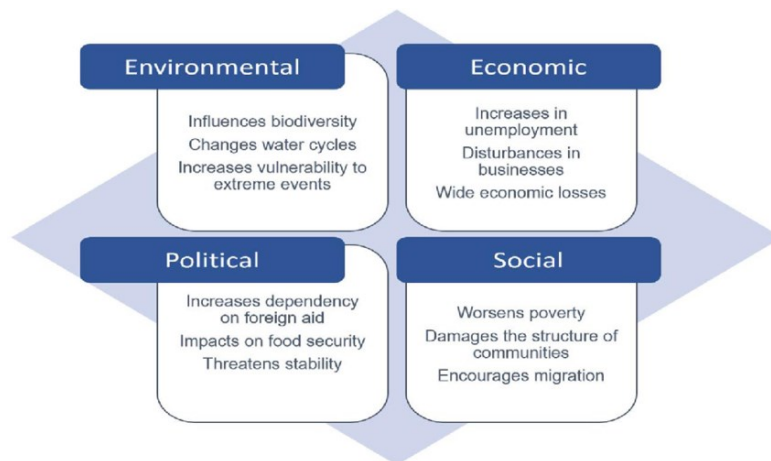 Environmental
Influences biodiversity
Changes water cycles
Increases vulnerability to
extreme events
Economic
Increases in
unemployment
Disturbances in
businesses
Wide economic losses
Political
Increases dependency
on foreign aid
Impacts on food security
Threatens stability
Social
Worsens poverty
Damages the structure of
communities
Encourages migration